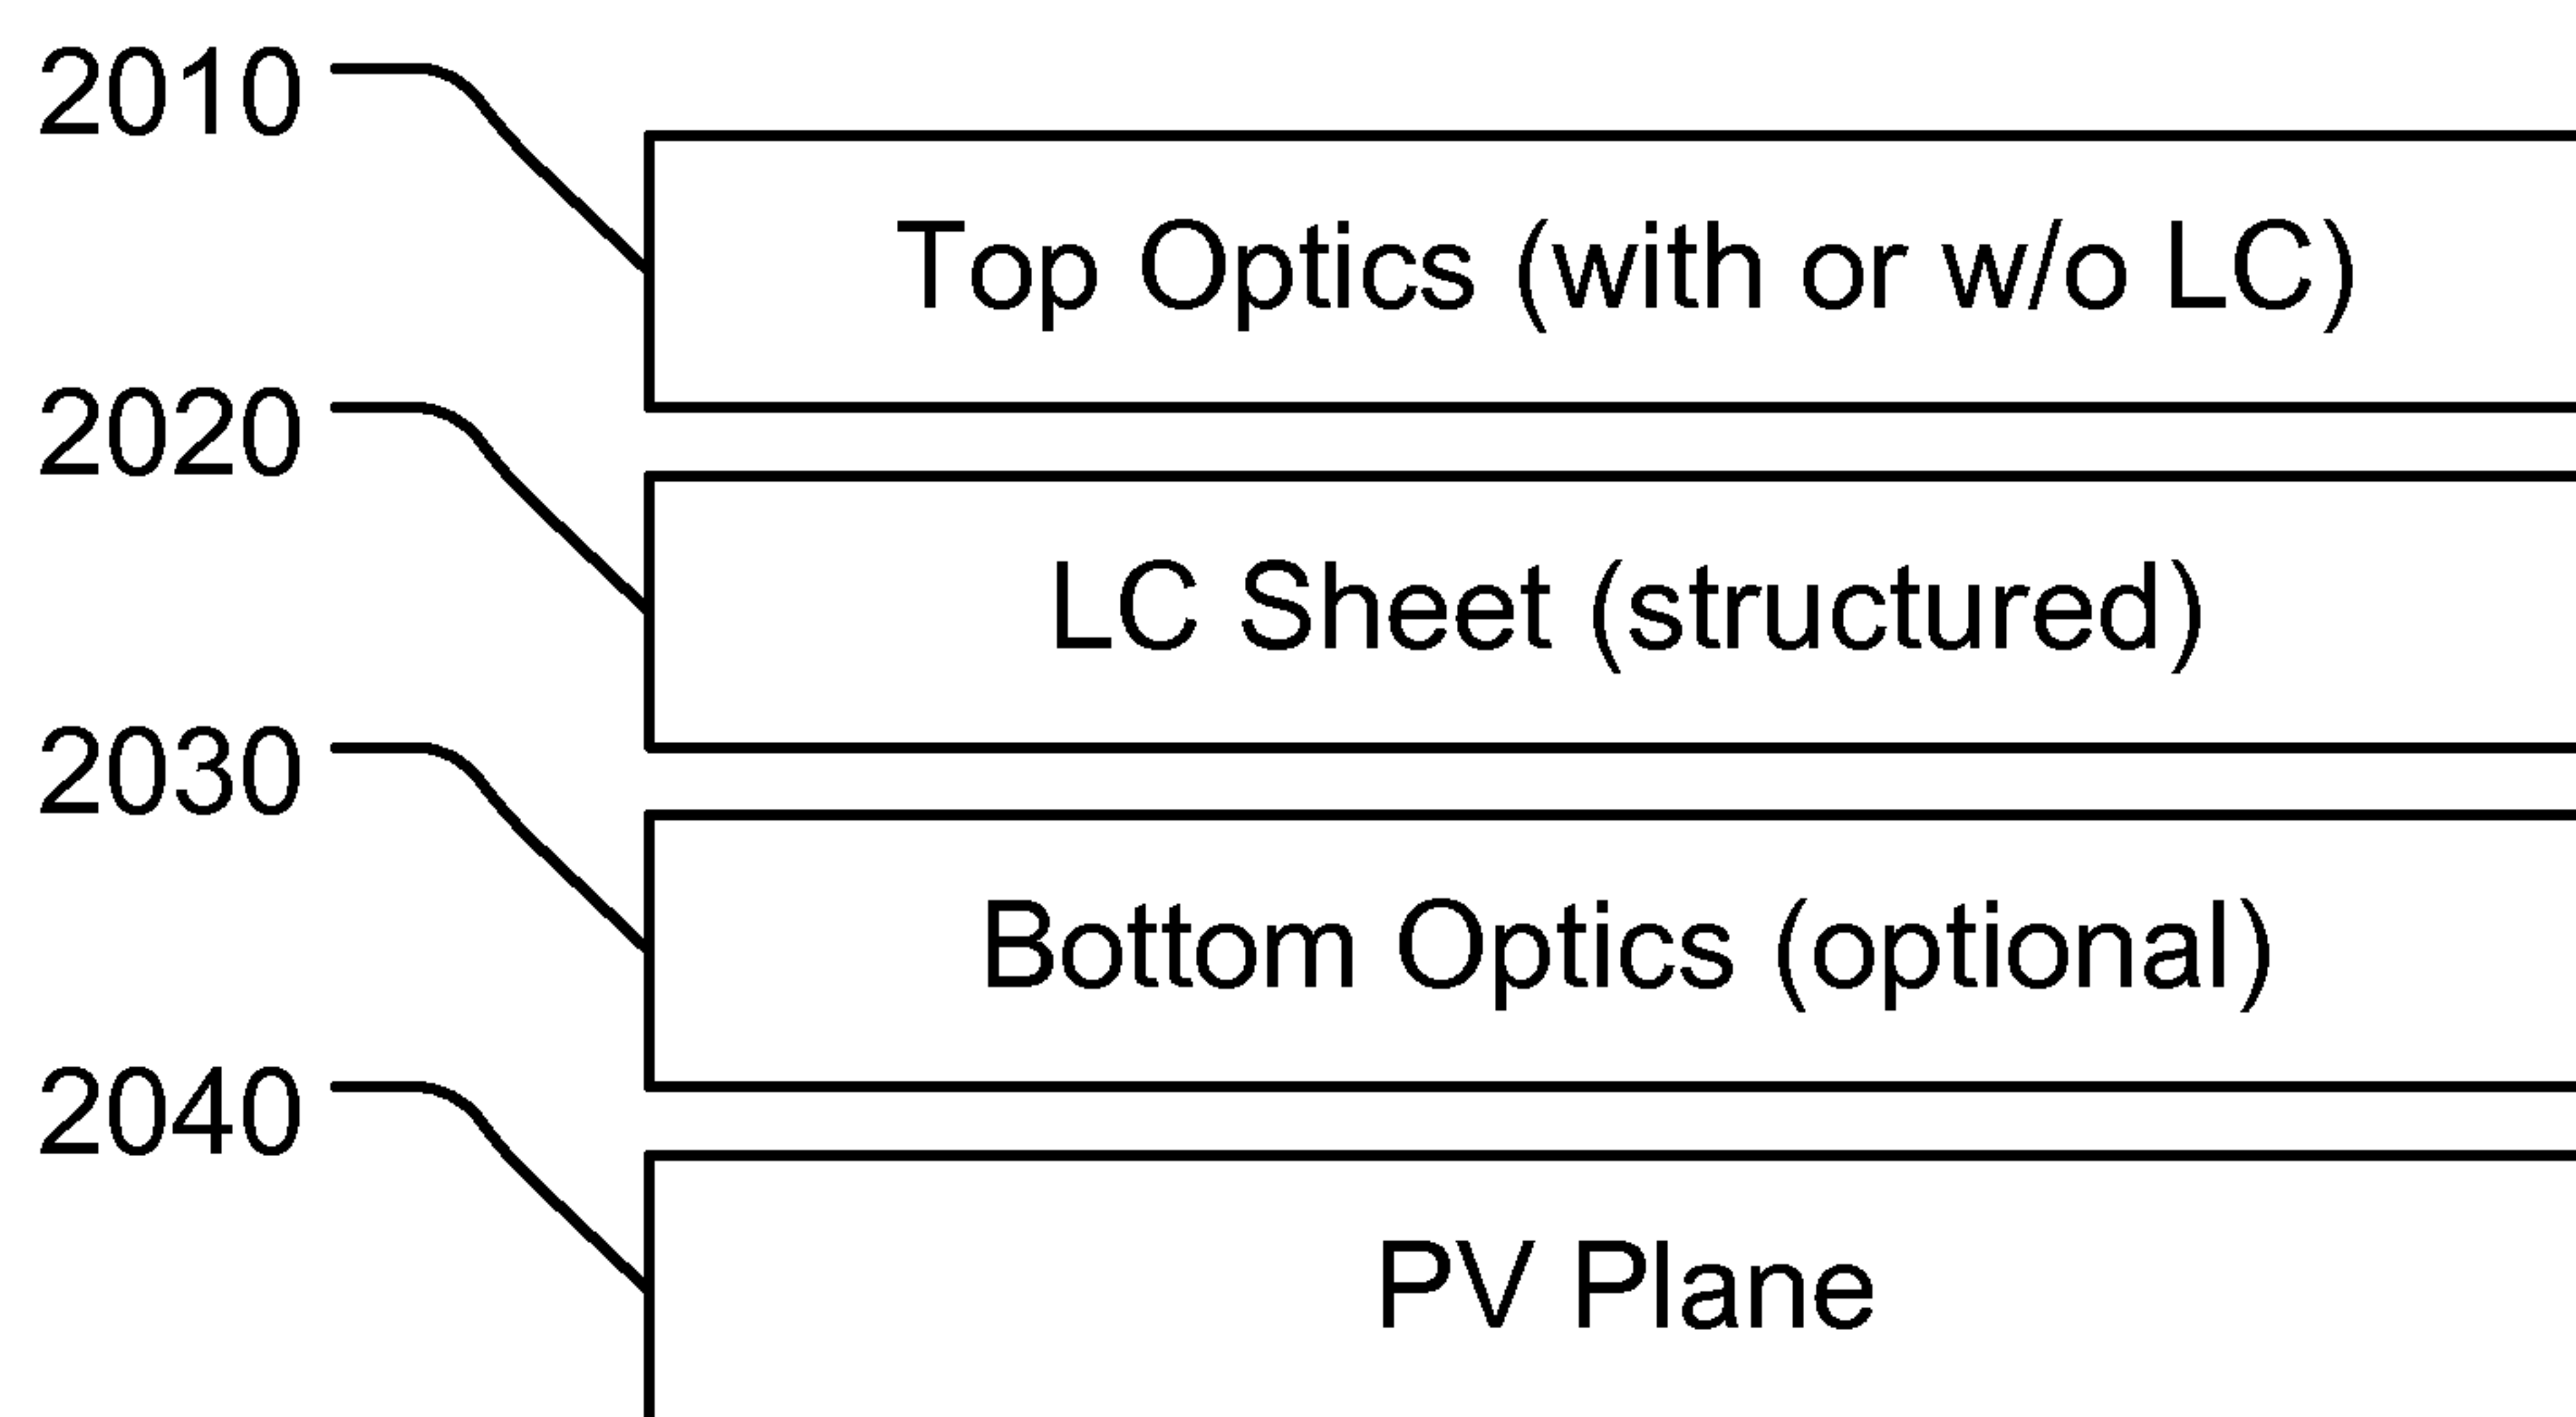 2010
Top Optics (with or w/o LC)
2020
LC Sheet (structured)
2030
Bottom Optics (optional)
2040
PV Plane